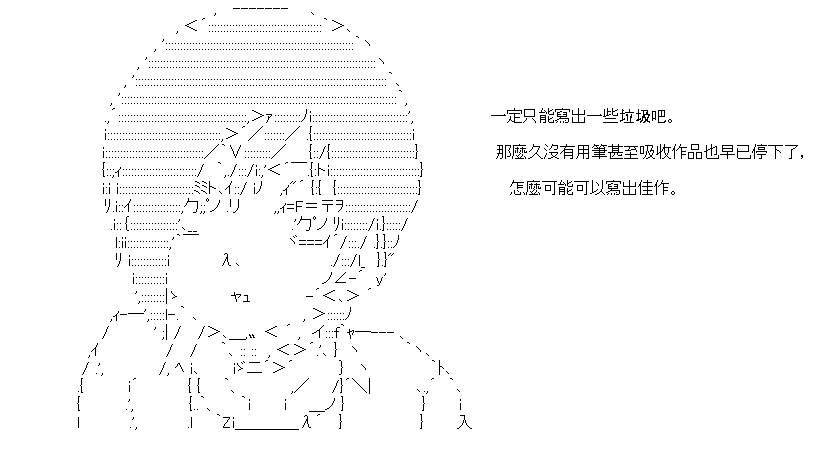 一定只能寫出一些垃圾吧。
那麼久沒有用筆甚至吸收作品也早已停下了，
怎麼可能可以寫出佳作。